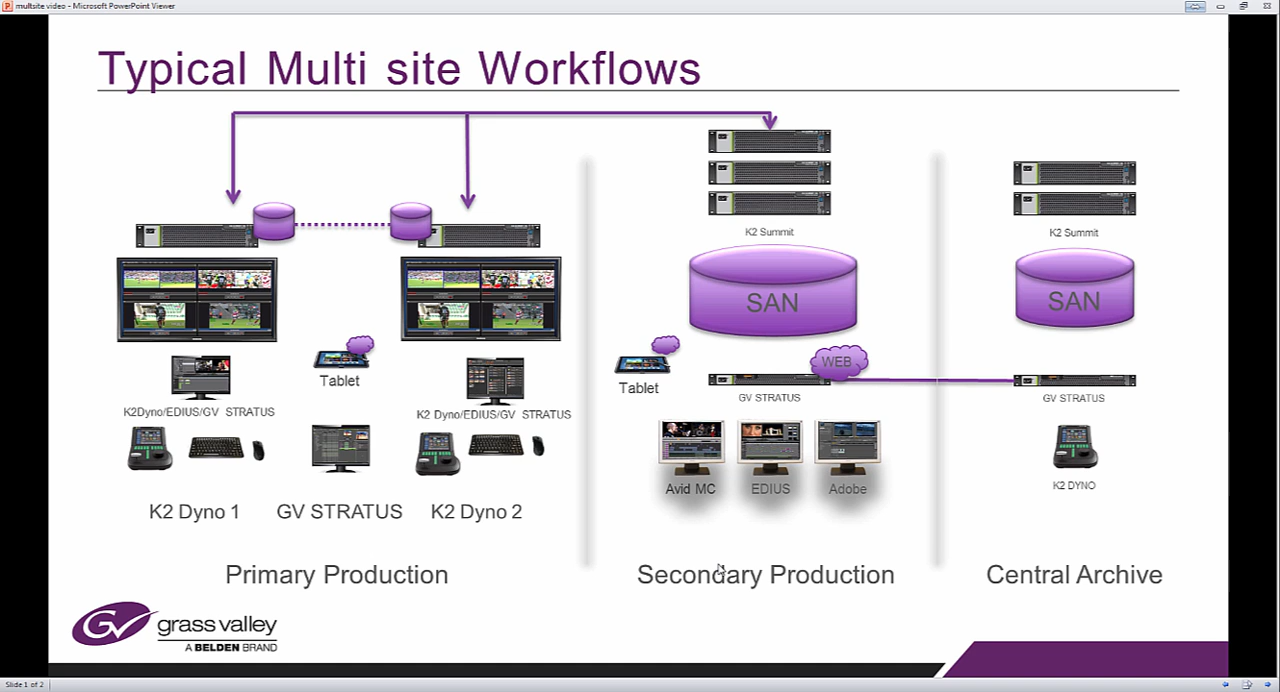 multsite video - Microsoft PowerPoint Viewer
Typical Multi site Workflows
K2 Summit
K2 Summit
SAN
SAN
Tablet
Tablet
WEB
GV STRATUS
GV STRATUS
K2Dyno/EDIUS/GV STRATUS
K2 Dyno/EDIUS/GV STRATUS
Avid MC
EDIUS
Adobe
K2 DYNO
K2 Dyno 1
GV STRATUS
K2 Dyno 2
Primary Production
Secondary Production
Central Archive
GV
grass valley
A BELDEN BRAND
Slide 1 of 2